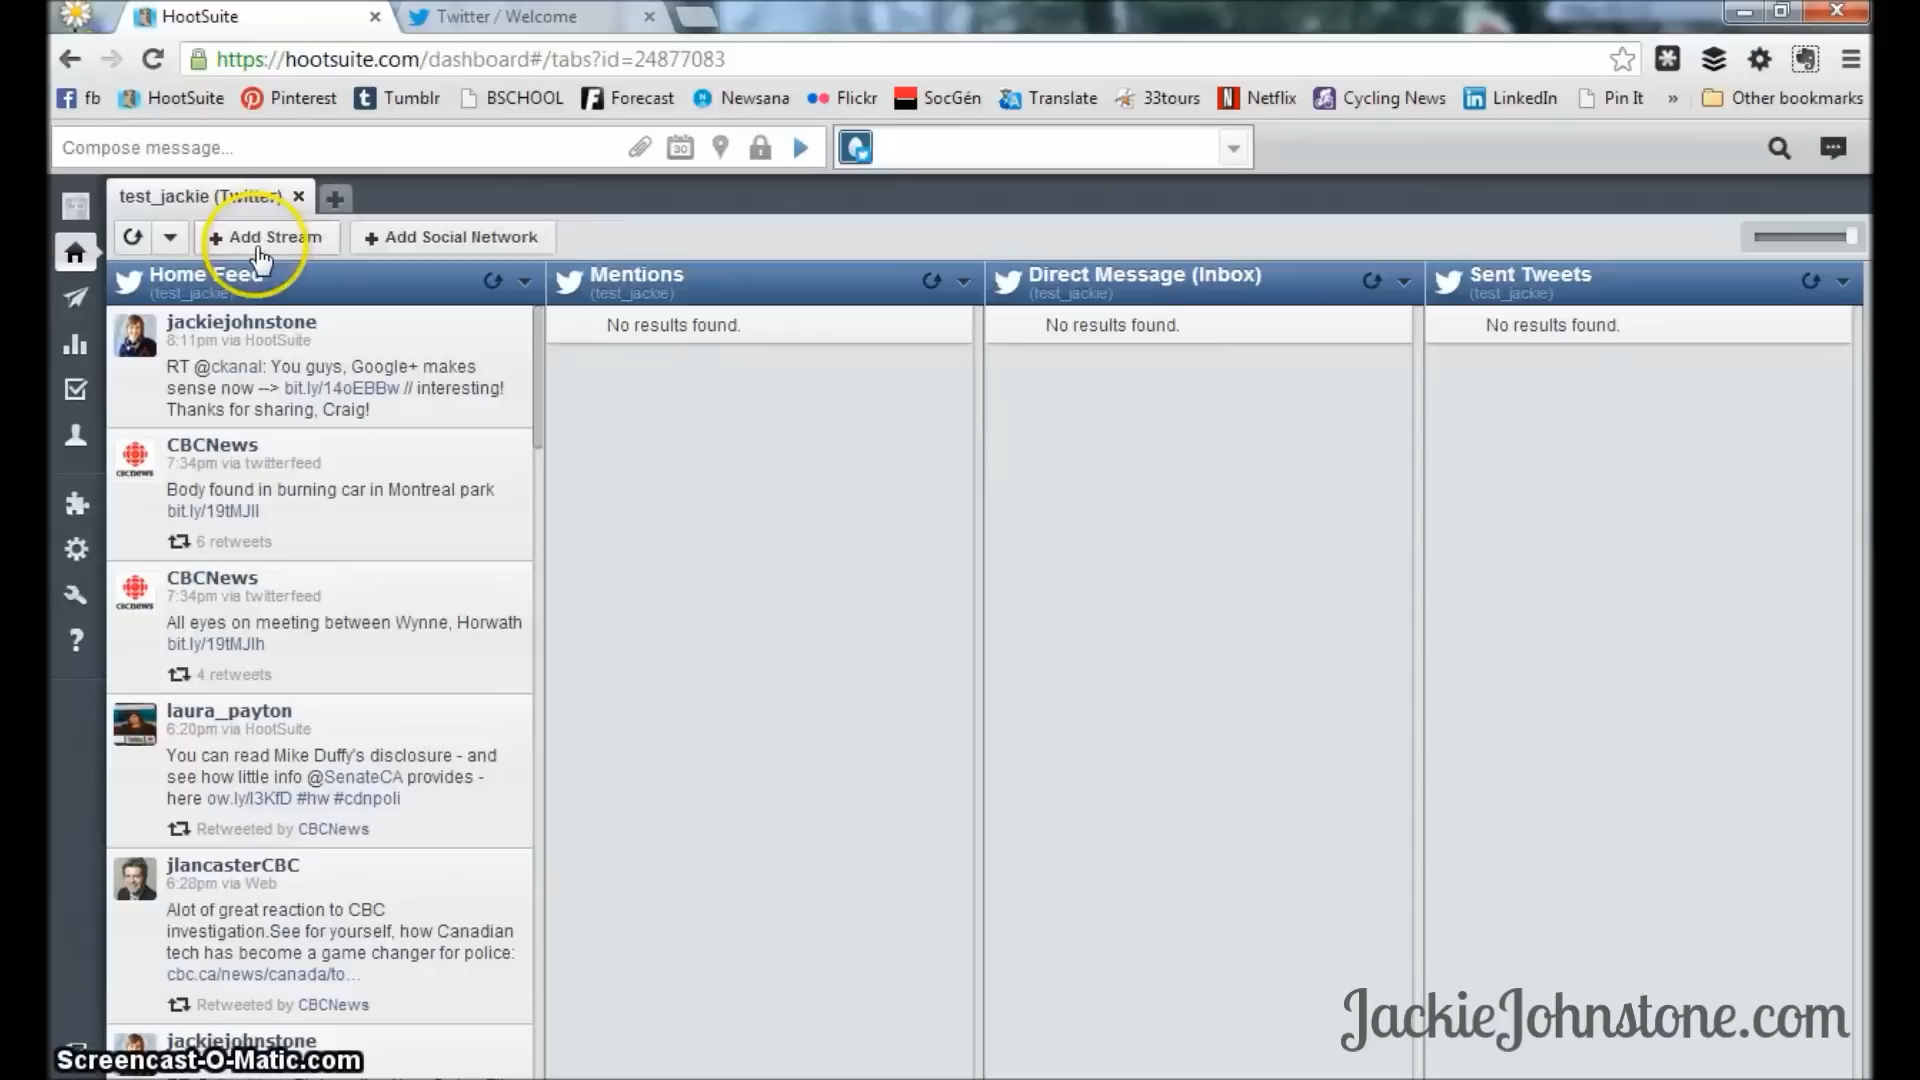 HootSuite
Twitter / Welcome
https://hootsuite.com/dashboard#/tabs?id=24877083
fb HootSuite Pinterest Tumblr BSCHOOL Forecast Newsana Flickr SocGén Translate 33tours Netflix Cycling News LinkedIn Pin It » Other bookmarks
Compose message...
30
test_jackie (Twitter)
Add Stream
Add Social Network
Home Feed
(test_jackie)
Mentions
(test_jackie)
Direct Message (Inbox)
(test_jackie)
Sent Tweets
(test_jackie)
jackiejohnstone
8:11pm via HootSuite
RT @ckanal: You guys, Google+ makes
sense now --> bit.ly/14oEBBw // interesting!
Thanks for sharing, Craig!
CBCNews
CBCNEWS
7:34pm via twitterfeed
Body found in burning car in Montreal park
bit.ly/19tMJII
6 retweets
CBCNews
CBCNEWS
7:34pm via twitterfeed
All eyes on meeting between Wynne, Horwath
bit.ly/19tMJIh
4 retweets
laura_payton
6:20pm via HootSuite
You can read Mike Duffy's disclosure - and
see how little info @SenateCA provides -
here ow.ly/l3KfD #hw #cdnpoli
Retweeted by CBCNews
jlancasterCBC
6:28pm via Web
Alot of great reaction to CBC
investigation.See for yourself, how Canadian
tech has become a game changer for police:
cbc.ca/news/canada/to...
Retweeted by CBCNews
jackiejohnstone
No results found.
No results found.
No results found.
Screencast-O-Matic.com
JackieJohnstone.com